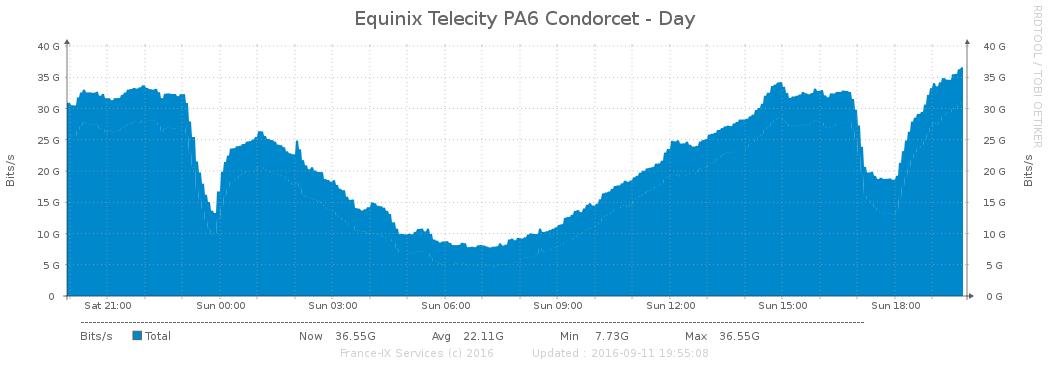 Equinix Telecity PA6 Condorcet - Day
RRDTOOL / TOBI OETIKER
Bits/s
40 G
35 G
30 G
25 G
20 G
15 G
10 G
5 G
0
40 G
35 G
30 G
25 G
20 G
15 G
10 G
5 G
0 G
Bits/s
Sat 21:00 Sun 00:00 Sun 03:00 Sun 06:00 Sun 09:00 Sun 12:00 Sun 15:00 Sun 18:00
Bits/s Total Now 36.55G Avg 22.11G Min 7.73G Max 36.55G
France-IX Services (c) 2016 Updated : 2016-09-11 19:55:08